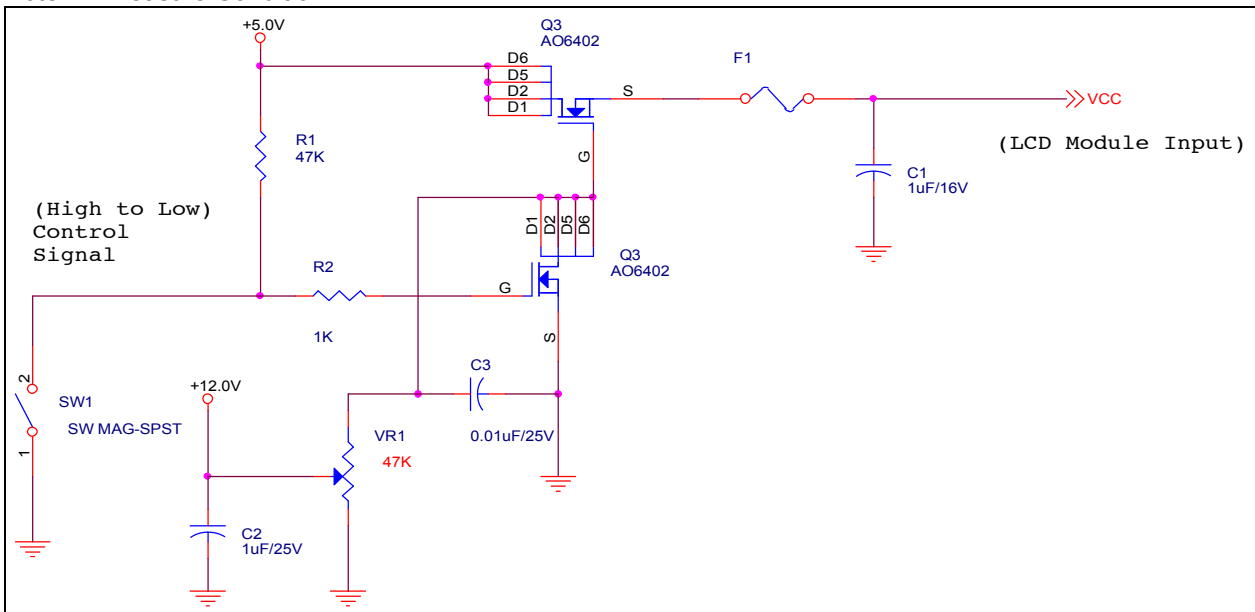 +5.0V
Q3
AO6402
D6
D5
D2
D1
S
G
F1
VCC
(LCD Module Input)
R1
47K
C1
1uF/16V
(High to Low)
Control
Signal
D1
D2
D5
D6
Q3
AO6402
R2
G
1K
S
C3
0.01uF/25V
2
SW1
SW MAG-SPST
1
+12.0V
VR1
47K
C2
1uF/25V